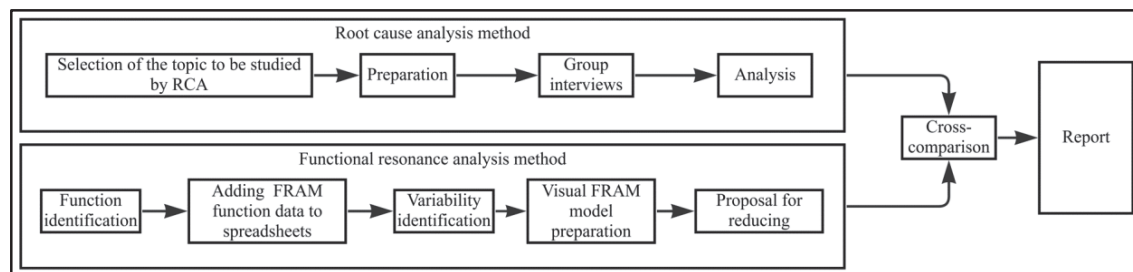 Root cause analysis method
Selection of the topic to be studied
by RCA
Preparation
Group
interviews
Analysis
Functional resonance analysis method
Function
identification
Adding FRAM
function data to
spreadsheets
Variability
identification
Visual FRAM
model
preparation
Proposal for
reducing
Cross-
comparison
Report